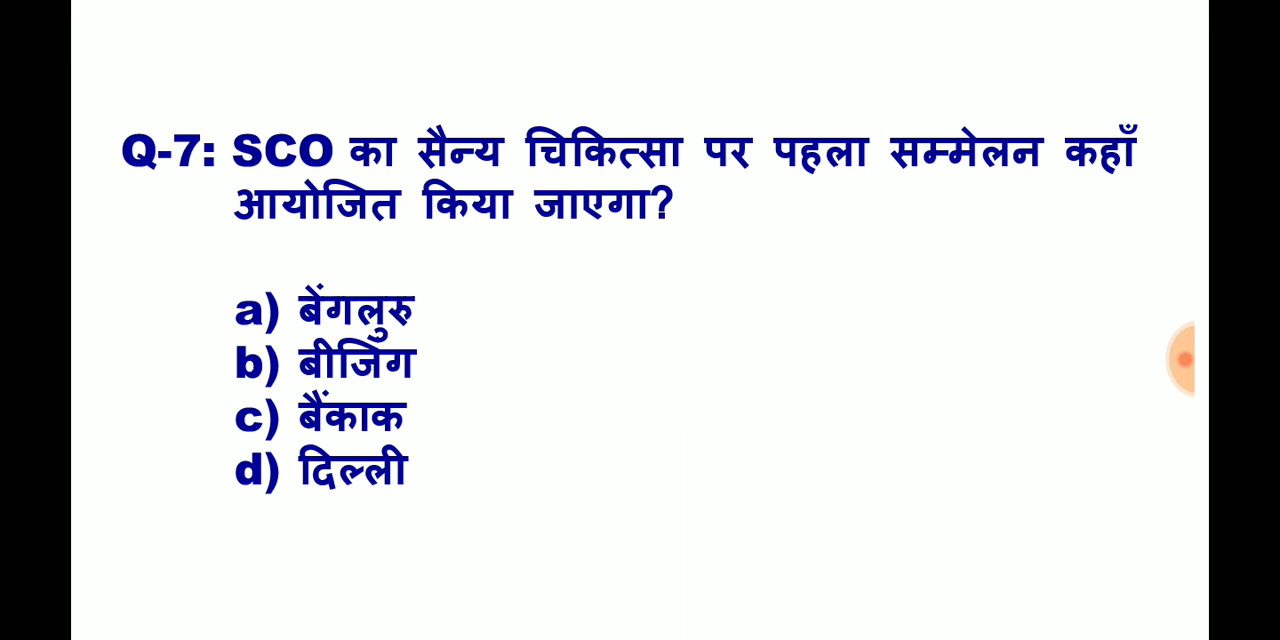 Q-7: SCO का सैन्य चिकित्सा पर पहला सम्मेलन कहाँ
आयोजित किया जाएगा?
a) बेंगलुरु
b) बीजिंग
c) बैंकाक
d) दिल्ली